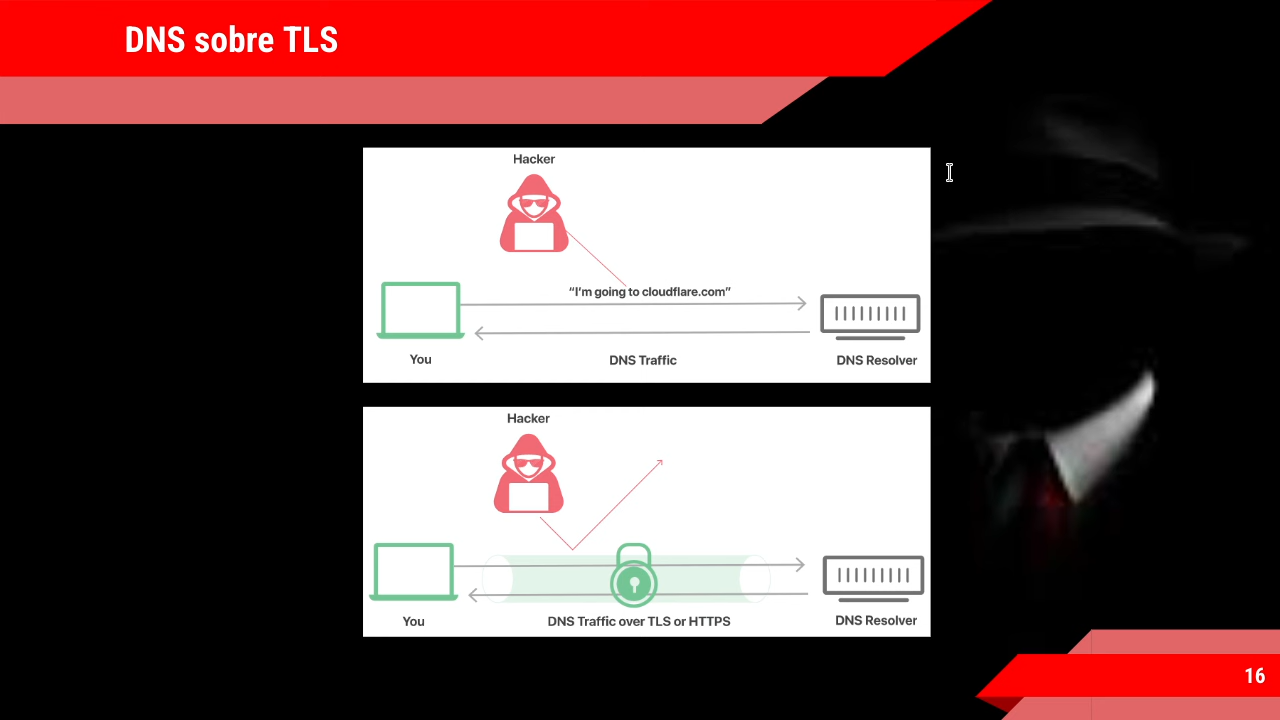 DNS sobre TLS
Hacker
“I'm going to cloudflare.com”
You
DNS Traffic
DNS Resolver
Hacker
You
DNS Traffic over TLS or HTTPS
DNS Resolver
16